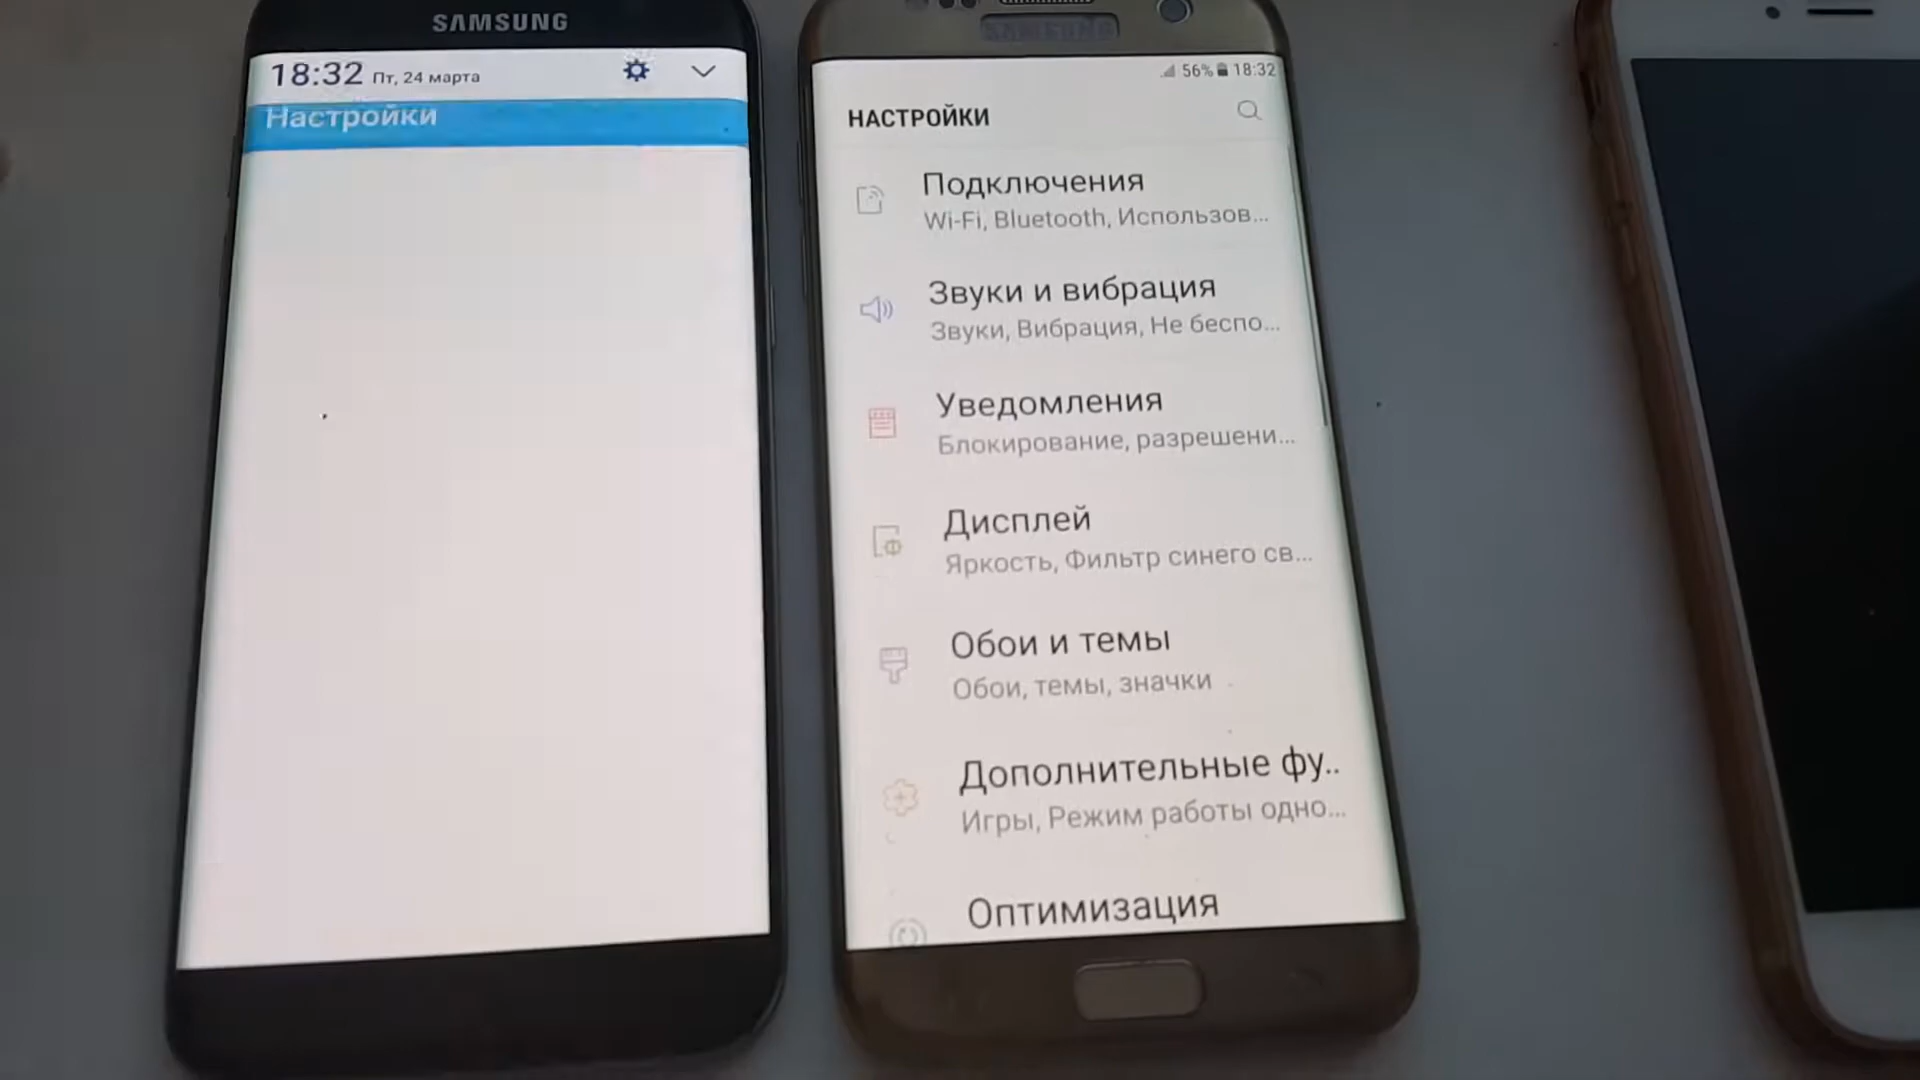 SAMSUNG
18:32 Пт, 24 марта
Настройки
SAMSUNG
56% 18:32
НАСТРОЙКИ
Подключения
Wi-Fi, Bluetooth, Использов...
Звуки и вибрация
Звуки, Вибрация, Не беспо...
Уведомления
Блокирование, разрешени...
Дисплей
Яркость, Фильтр синего св...
Обои и темы
Обои, темы, значки
Дополнительные фу..
Игры, Режим работы одно...
Оптимизация